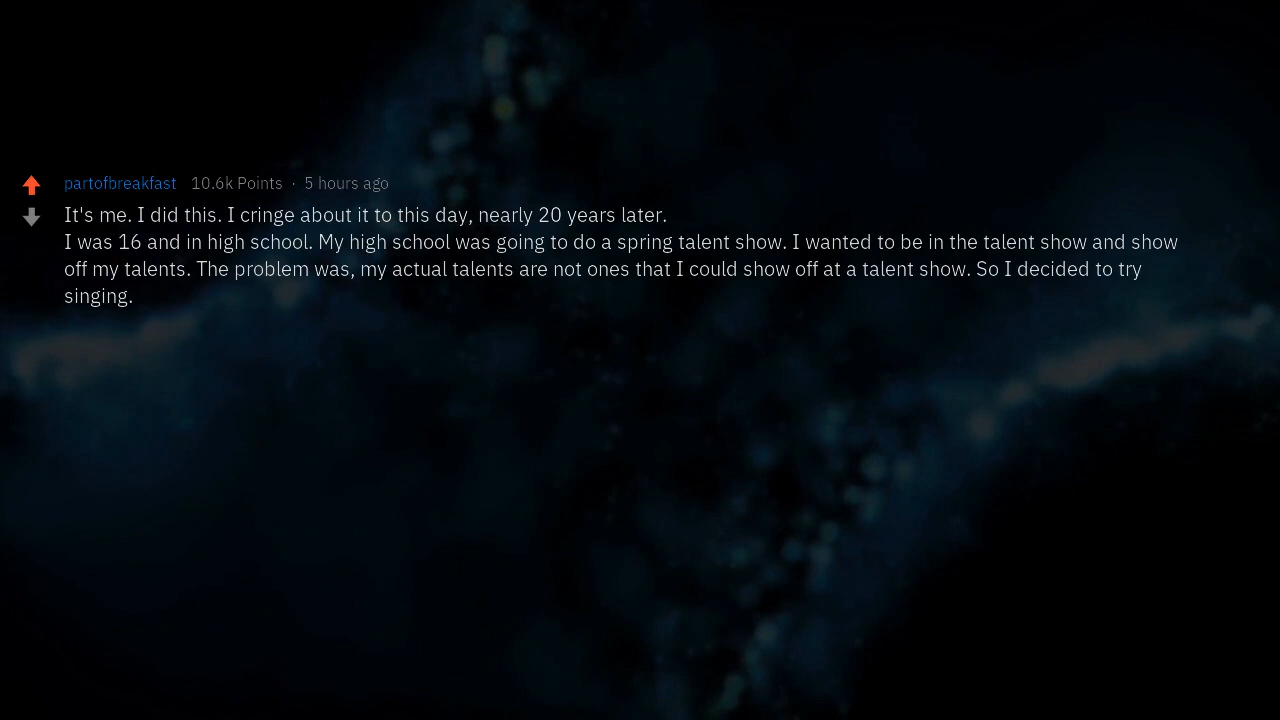 partofbreakfast 10.6k Points · 5 hours ago
It's me. I did this. I cringe about it to this day, nearly 20 years later.
I was 16 and in high school. My high school was going to do a spring talent show. I wanted to be in the talent show and show
off my talents. The problem was, my actual talents are not ones that I could show off at a talent show. So I decided to try
singing.